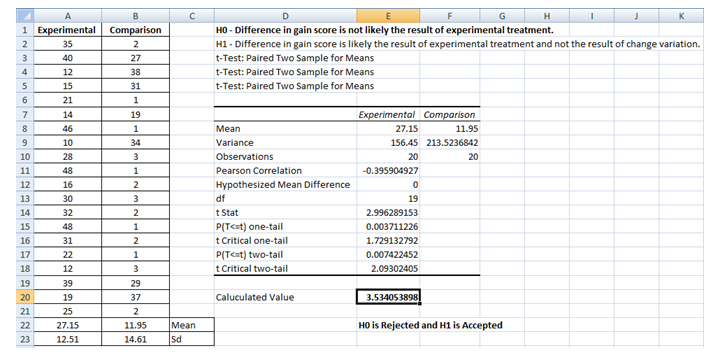 A B C D E F G H I J K
1 Experimental Comparison H0 - Difference in gain score is not likely the result of experimental treatment.
2 35 2 H1 - Difference in gain score is likely the result of experimental treatment and not the result of change variation.
3 40 27 t-Test: Paired Two Sample for Means
4 12 38 t-Test: Paired Two Sample for Means
5 15 31 t-Test: Paired Two Sample for Means
6 21 1
7 14 19 Experimental Comparison
8 46 1 Mean 27.15 11.95
9 10 34 Variance 156.45 213.5236842
10 28 3 Observations 20 20
11 48 1 Pearson Correlation -0.395904927
12 16 2 Hypothesized Mean Difference 0
13 30 3 df 19
14 32 2 t Stat 2.996289153
15 48 1 P(T<=t) one-tail 0.003711226
16 31 2 t Critical one-tail 1.729132792
17 22 1 P(T<=t) two-tail 0.007422452
18 12 3 t Critical two-tail 2.09302405
19 39 29
20 19 37 Caluculated Value 3.534053898
21 25 2
22 27.15 11.95 Mean H0 is Rejected and H1 is Accepted
23 12.51 14.61 Sd